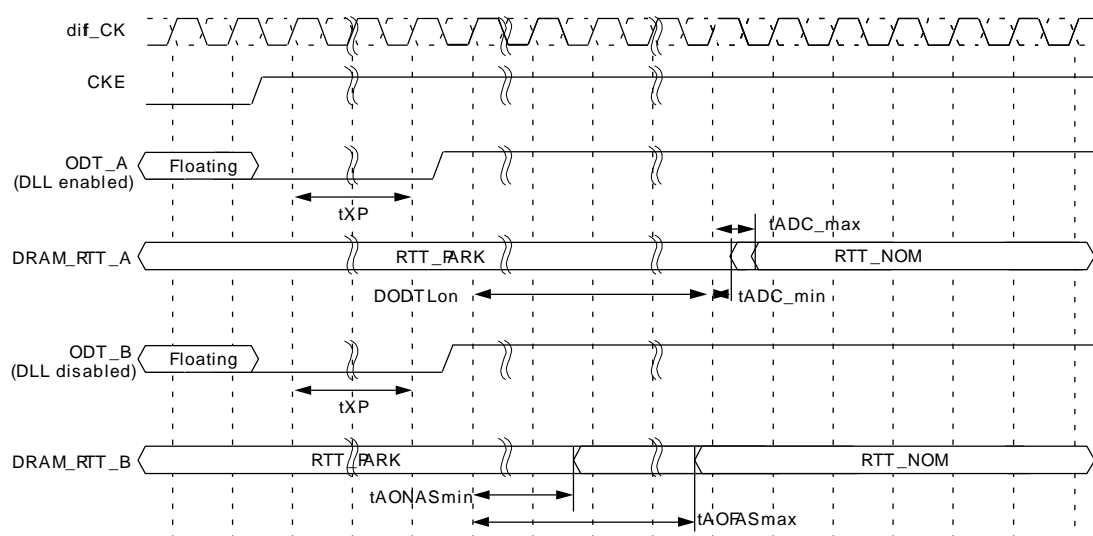 dif_CK
CKE
ODT_A
(DLL enabled)
Floating
tXP
tADC_max
DRAM_RTT_A
RTT_PARK
RTT_NOM
DODTLon
tADC_min
ODT_B
(DLL disabled)
Floating
tXP
DRAM_RTT_B
RTT_PARK
RTT_NOM
tAONASmin
tAOFASmax